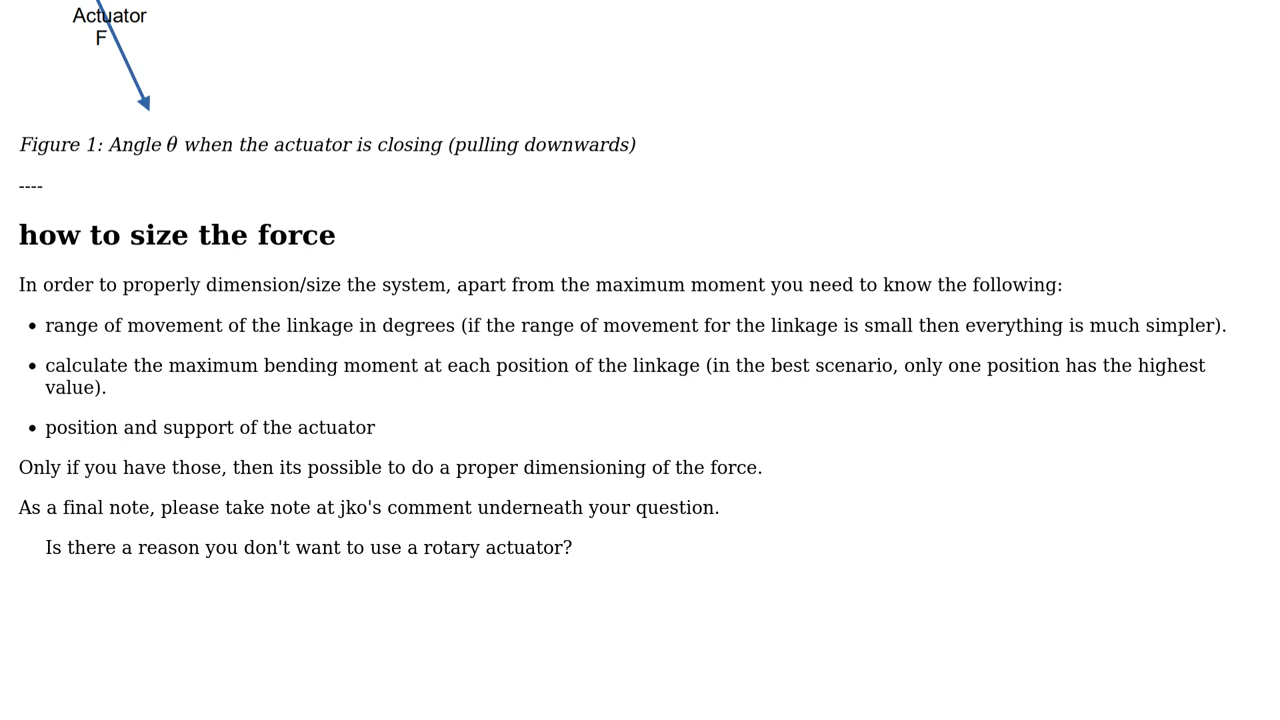 Actuator
F
Figure 1: Angle θ when the actuator is closing (pulling downwards)
----
how to size the force
In order to properly dimension/size the system, apart from the maximum moment you need to know the following:
• range of movement of the linkage in degrees (if the range of movement for the linkage is small then everything is much simpler).
• calculate the maximum bending moment at each position of the linkage (in the best scenario, only one position has the highest
value).
• position and support of the actuator
Only if you have those, then its possible to do a proper dimensioning of the force.
As a final note, please take note at jko's comment underneath your question.
Is there a reason you don't want to use a rotary actuator?